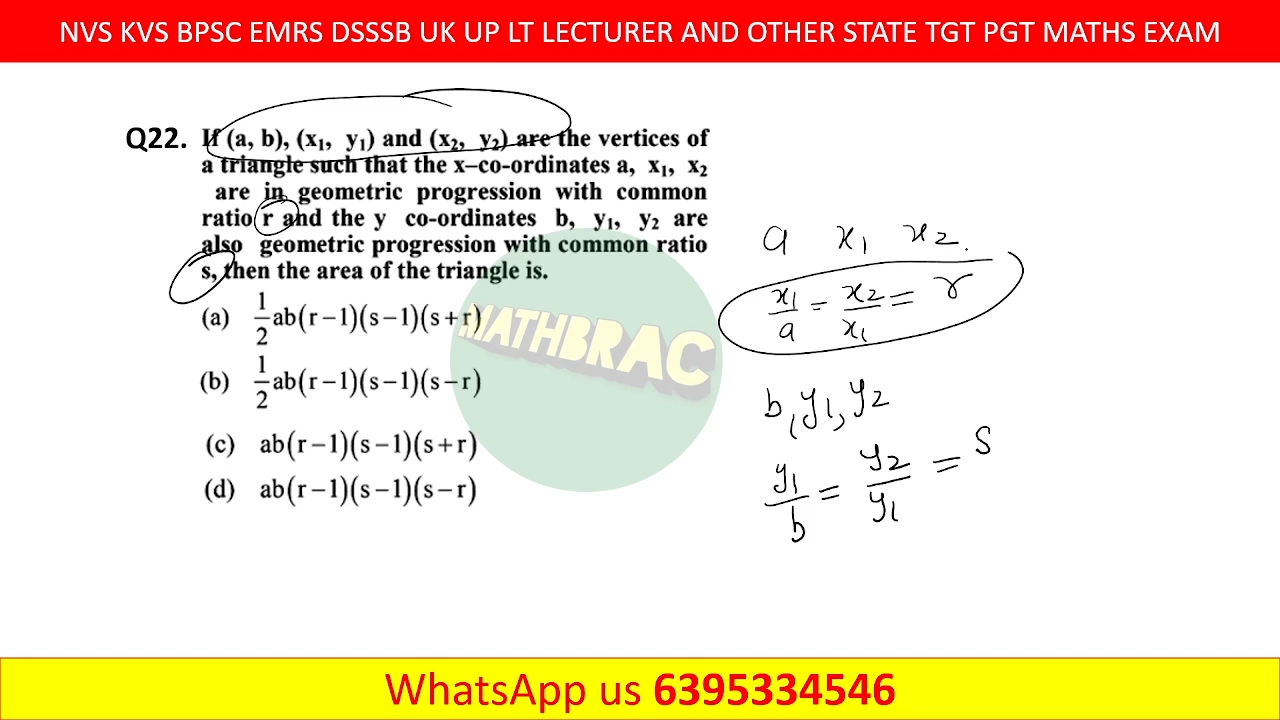 NVS KVS BPSC EMRS DSSSB UK UP LT LECTURER AND OTHER STATE TGT PGT MATHS EXAM
Q22. If (a, b), (x₁, y₁) and (x₂, y₂) are the vertices of
a triangle such that the x–co-ordinates a, x₁, x₂
are in geometric progression with common
ratio r and the y co-ordinates b, y₁, y₂ are
also geometric progression with common ratio
s, then the area of the triangle is.
(a) 1/2 ab(r−1)(s−1)(s+r)
(b) 1/2 ab(r−1)(s−1)(s−r)
(c) ab(r−1)(s−1)(s+r)
(d) ab(r−1)(s−1)(s−r)
MATHBRAC
a x₁ x₂.
x₁/a = x₂/x₁ = r
b, y₁, y₂
y₁/b = y₂/y₁ = s
WhatsApp us 6395334546